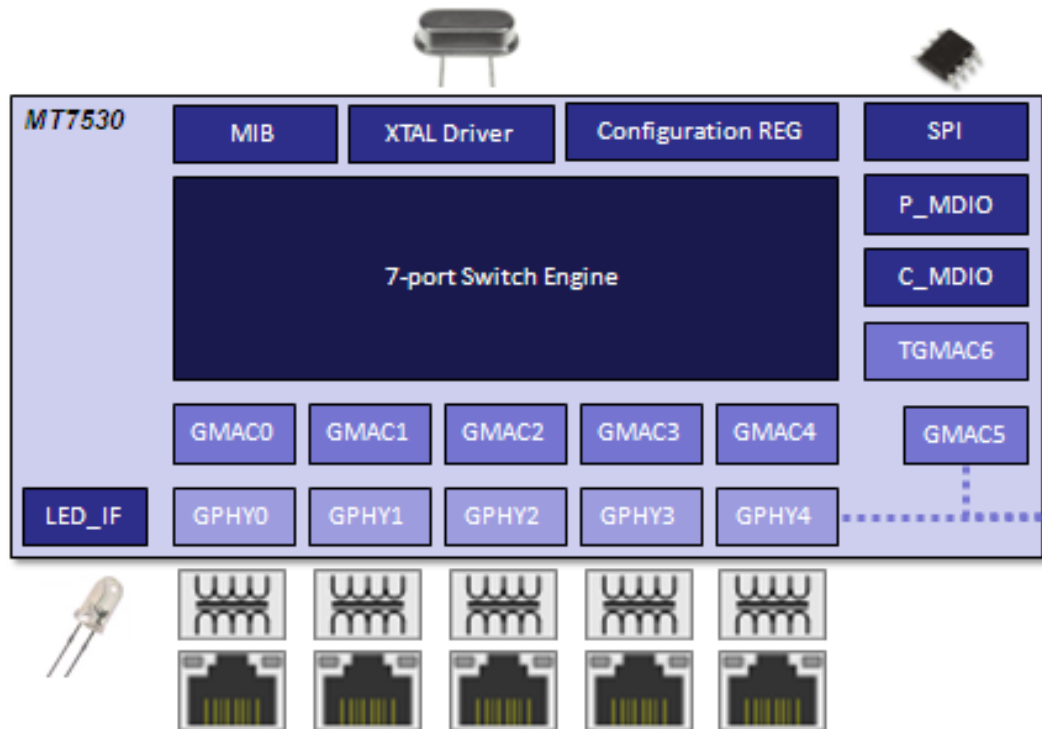 MT7530
MIB
XTAL Driver
Configuration REG
SPI
P_MDIO
7-port Switch Engine
C_MDIO
TGMAC6
GMAC0
GMAC1
GMAC2
GMAC3
GMAC4
GMAC5
LED_IF
GPHY0
GPHY1
GPHY2
GPHY3
GPHY4